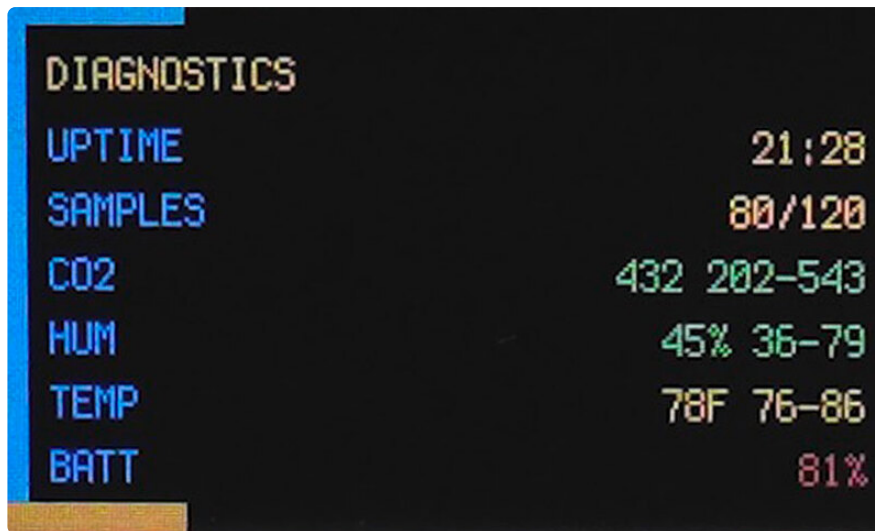 DIAGNOSTICS
UPTIME 21:28
SAMPLES 80/120
CO2 432 202-543
HUM 45% 36-79
TEMP 78F 76-86
BATT 81%